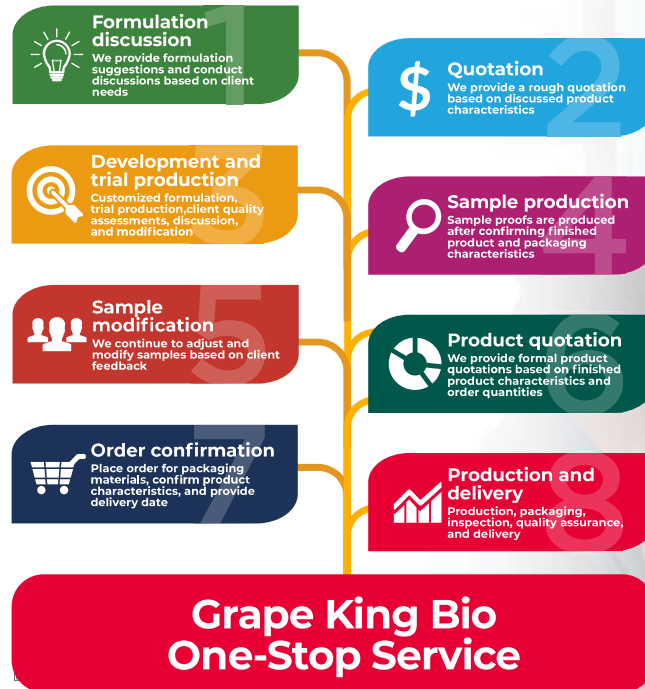 1
Formulation
discussion
We provide formulation
suggestions and conduct
discussions based on client
needs
2
Quotation
We provide a rough quotation
based on discussed product
characteristics
3
Development and
trial production
Customized formulation,
trial production,client quality
assessments, discussion,
and modification
4
Sample production
Sample proofs are produced
after confirming finished
product and packaging
characteristics
5
Sample
modification
We continue to adjust and
modify samples based on client
feedback
6
Product quotation
We provide formal product
quotations based on finished
product characteristics and
order quantities
7
Order confirmation
Place order for packaging
materials, confirm product
characteristics, and provide
delivery date
8
Production and
delivery
Production, packaging,
inspection, quality assurance,
and delivery
Grape King Bio
One-Stop Service